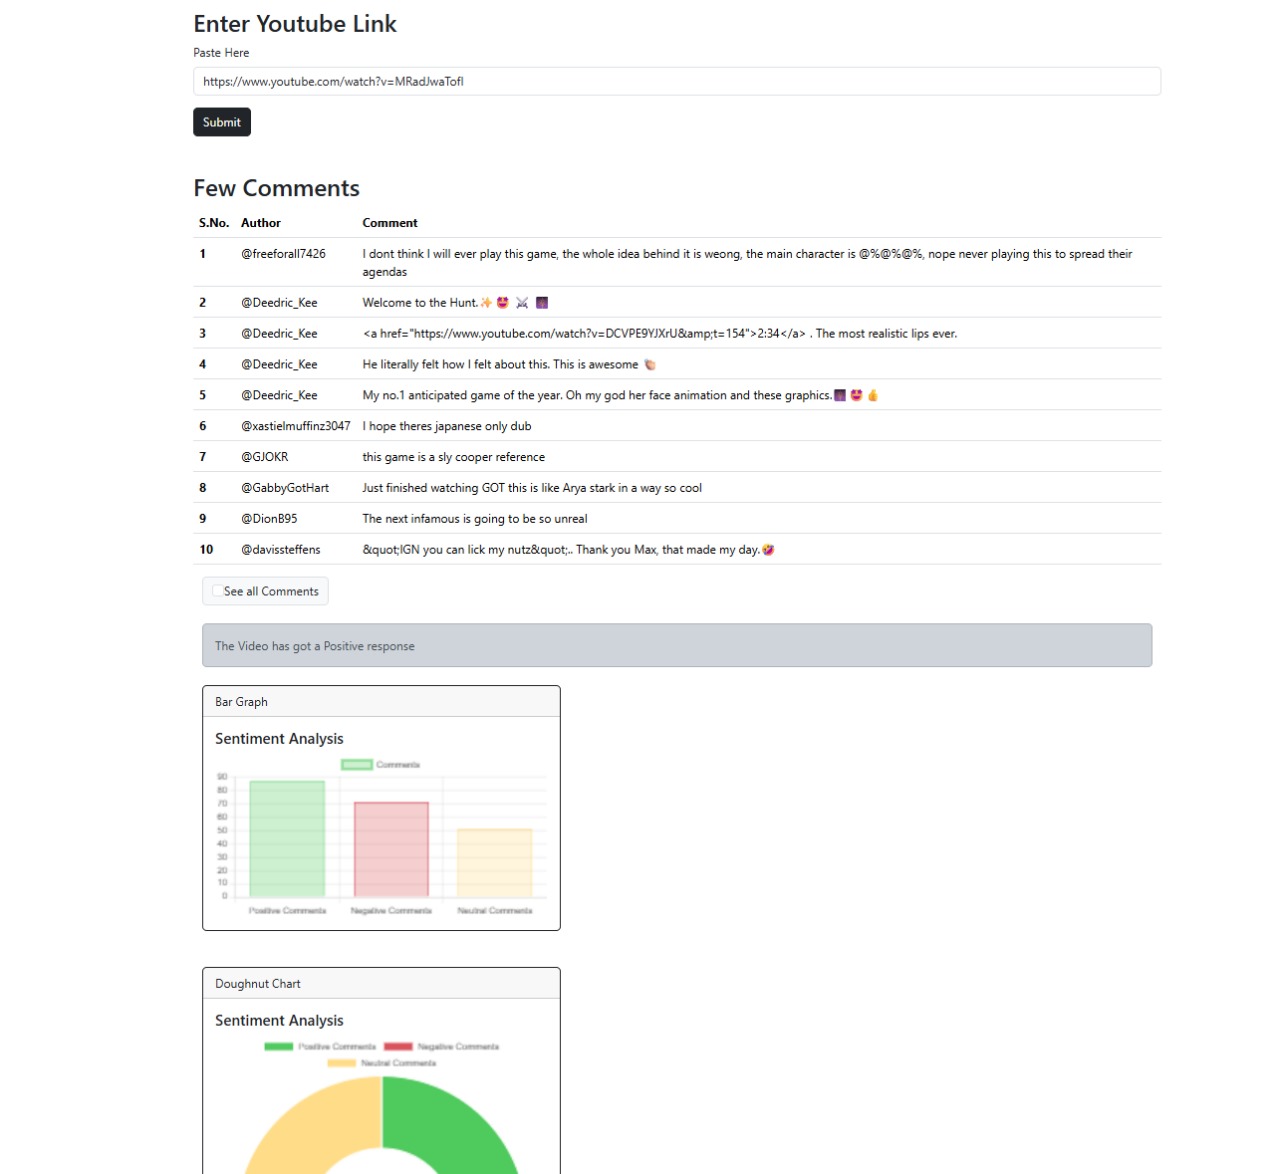 Enter Youtube Link
Paste Here
https://www.youtube.com/watch?v=MRadJwaTofI
Submit
Few Comments
S.No. Author Comment
1 @freeforall7426 I dont think I will ever play this game, the whole idea behind it is weong, the main character is @%@%@%, nope never playing this to spread their
agendas
2 @Deedric_Kee Welcome to the Hunt.✨🤩 ⚔️ 🌆
3 @Deedric_Kee <a href="https://www.youtube.com/watch?v=DCVPE9YJXrU&amp;t=154">2:34</a> . The most realistic lips ever.
4 @Deedric_Kee He literally felt how I felt about this. This is awesome 👏
5 @Deedric_Kee My no.1 anticipated game of the year. Oh my god her face animation and these graphics.🌆 🤩 👍
6 @xastielmuffinz3047 I hope theres japanese only dub
7 @GJOKR this game is a sly cooper reference
8 @GabbyGotHart Just finished watching GOT this is like Arya stark in a way so cool
9 @DionB95 The next infamous is going to be so unreal
10 @davissteffens &quot;IGN you can lick my nutz&quot;.. Thank you Max, that made my day.🤣
See all Comments
The Video has got a Positive response
Bar Graph
Sentiment Analysis
Comments
90
80
70
60
50
40
30
20
10
0
Positive Comments Negative Comments Neutral Comments
Doughnut Chart
Sentiment Analysis
Positive Comments Negative Comments
Neutral Comments